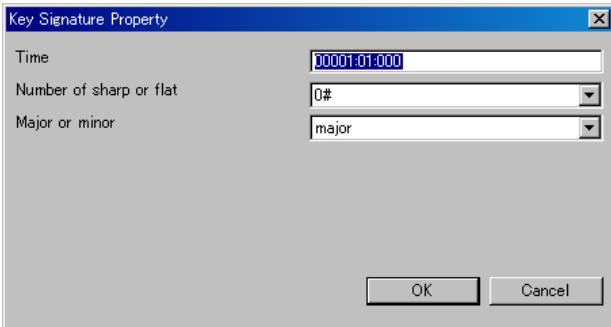 Key Signature Property
Time 00001:01:000
Number of sharp or flat 0#
Major or minor major
OK Cancel